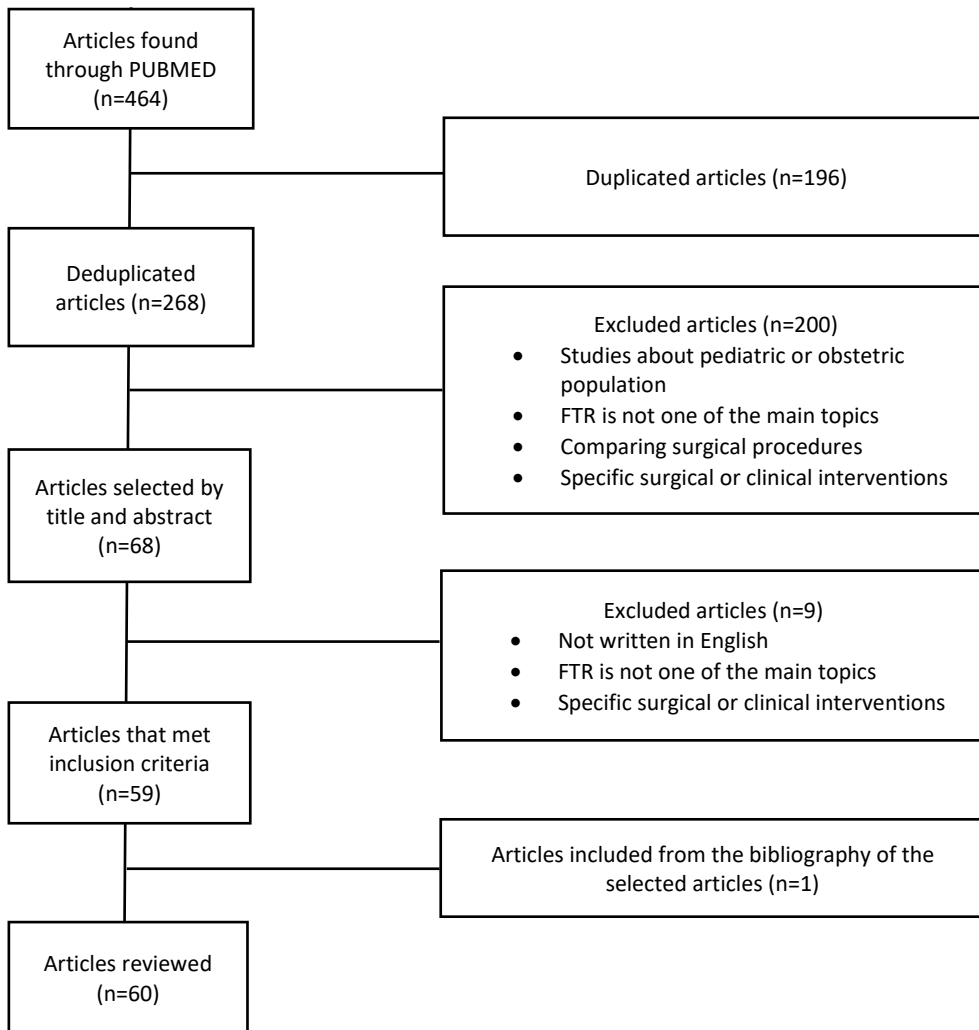 Articles found
through PUBMED
(n=464)
Duplicated articles (n=196)
Deduplicated
articles (n=268)
Excluded articles (n=200)
• Studies about pediatric or obstetric
population
• FTR is not one of the main topics
• Comparing surgical procedures
• Specific surgical or clinical interventions
Articles selected by
title and abstract
(n=68)
Excluded articles (n=9)
• Not written in English
• FTR is not one of the main topics
• Specific surgical or clinical interventions
Articles that met
inclusion criteria
(n=59)
Articles included from the bibliography of the
selected articles (n=1)
Articles reviewed
(n=60)